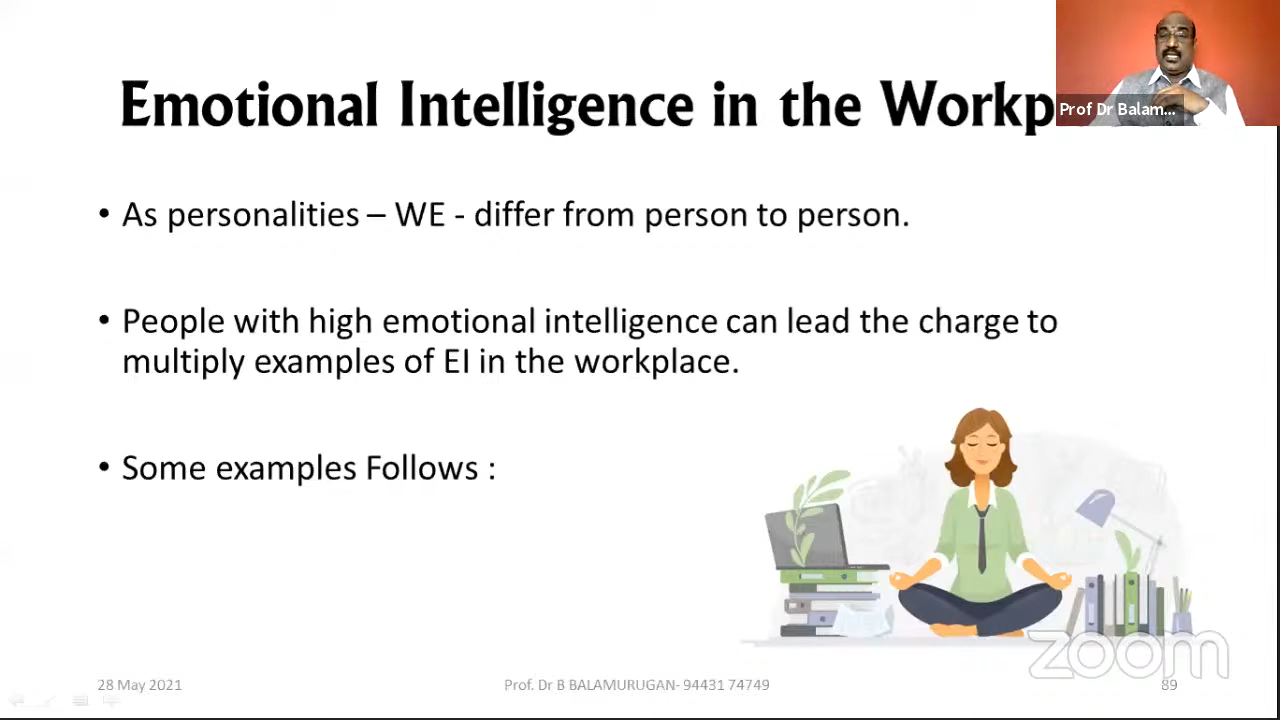 Emotional Intelligence in the Workp
Prof Dr Balam...
• As personalities – WE - differ from person to person.
• People with high emotional intelligence can lead the charge to
multiply examples of EI in the workplace.
• Some examples Follows :
zoom
28 May 2021
Prof. Dr B BALAMURUGAN- 94431 74749
89